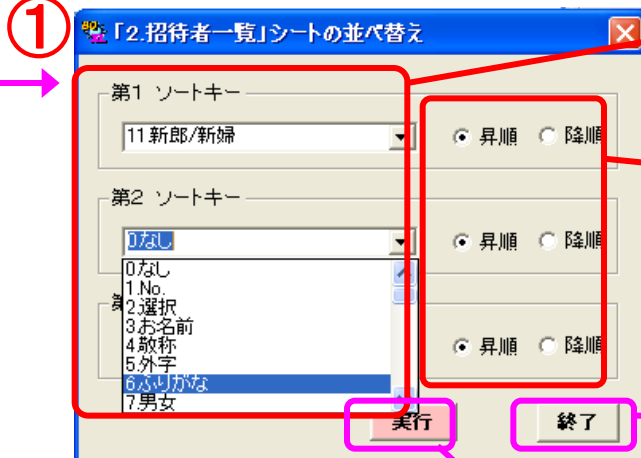 ①
「2.招待者一覧」シートの並べ替え
第1 ソートキー
11.新郎/新婦
昇順 降順
第2 ソートキー
0.なし
昇順 降順
0.なし
1.No.
2.選択
3.お名前
4.敬称
5.外字
6.ふりがな
7.男女
第
昇順 降順
実行 終了